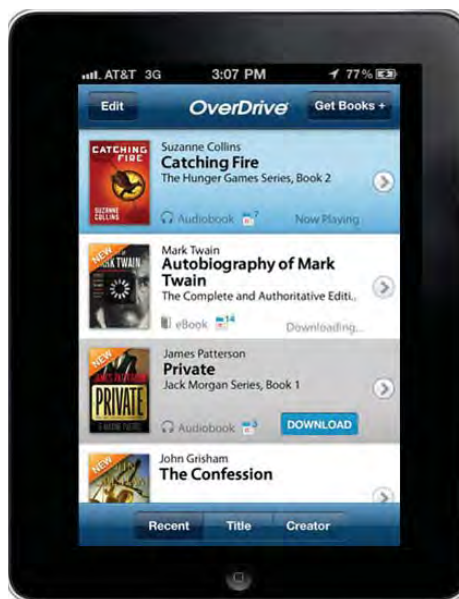 AT&T 3G 3:07 PM 77%
Edit OverDrive Get Books +
CATCHING
FIRE
SUZANNE
COLLINS
Suzanne Collins
Catching Fire
The Hunger Games Series, Book 2
Audiobook 7 Now Playing
NEW
MARK TWAIN
Mark Twain
Autobiography of Mark
Twain
The Complete and Authoritative Editi..
eBook 14 Downloading...
NEW
JAMES PATTERSON
PRIVATE
James Patterson
Private
Jack Morgan Series, Book 1
Audiobook 3 DOWNLOAD
NEW
John Grisham
The Confession
Recent Title Creator